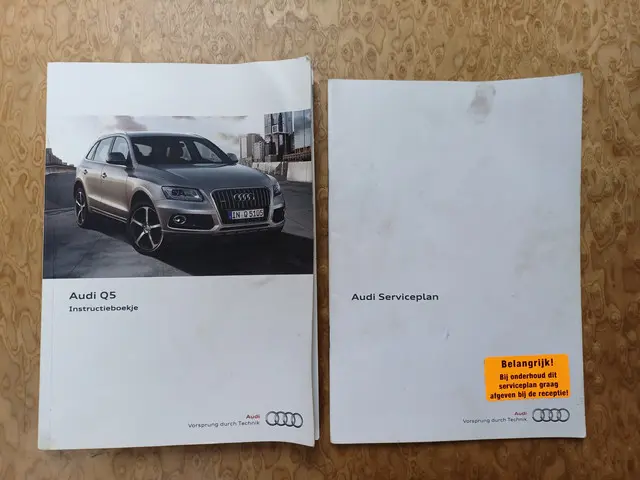 IN·Q 5100
Audi Q5
Instructieboekje
Audi
Vorsprung durch Technik
Audi Serviceplan
Belangrijk!
Bij onderhoud dit
serviceplan graag
afgeven bij de receptie!
Audi
Vorsprung durch Technik